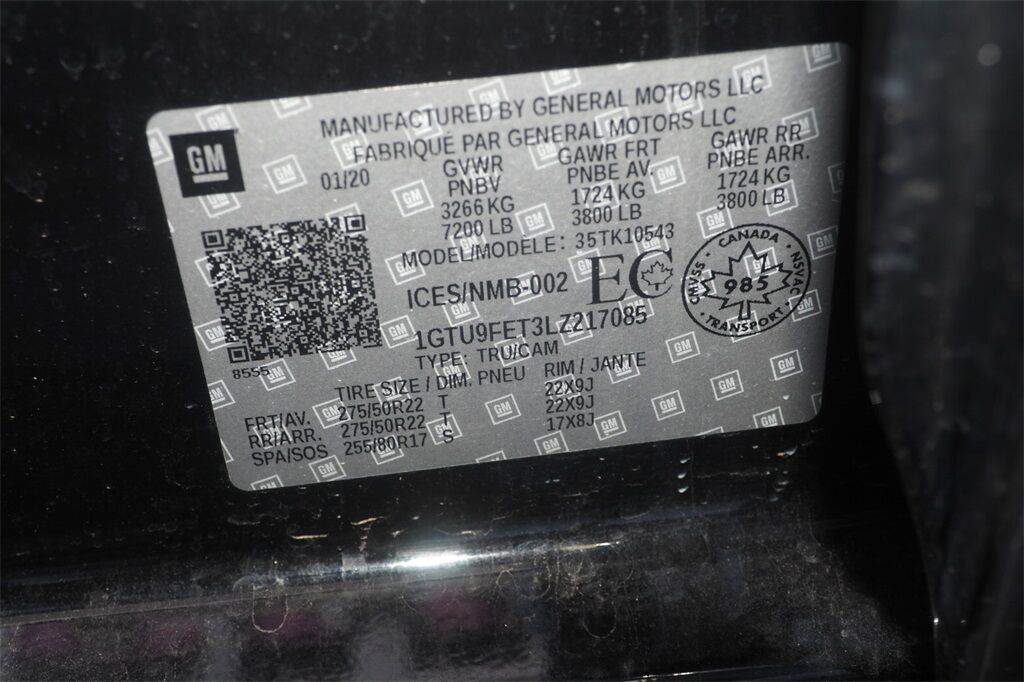 MANUFACTURED BY GENERAL MOTORS LLC
FABRIQUÉ PAR GENERAL MOTORS LLC
GM
01/20
GVWR GAWR FRT GAWR RR
PNBV PNBE AV. PNBE ARR.
3266 KG 1724 KG 1724 KG
7200 LB 3800 LB 3800 LB
MODEL/MODÈLE: 35TK10543
ICES/NMB-002 EC
CANADA
CMVSS 985 NSVAC
TRANSPORT
1GTU9FET3LZ217085
TYPE: TRU/CAM
8555
TIRE SIZE / DIM. PNEU RIM / JANTE
FRT/AV. 275/50R22 T 22X9J
RR/ARR. 275/50R22 T 22X9J
SPA/SOS 255/80R17 S 17X8J